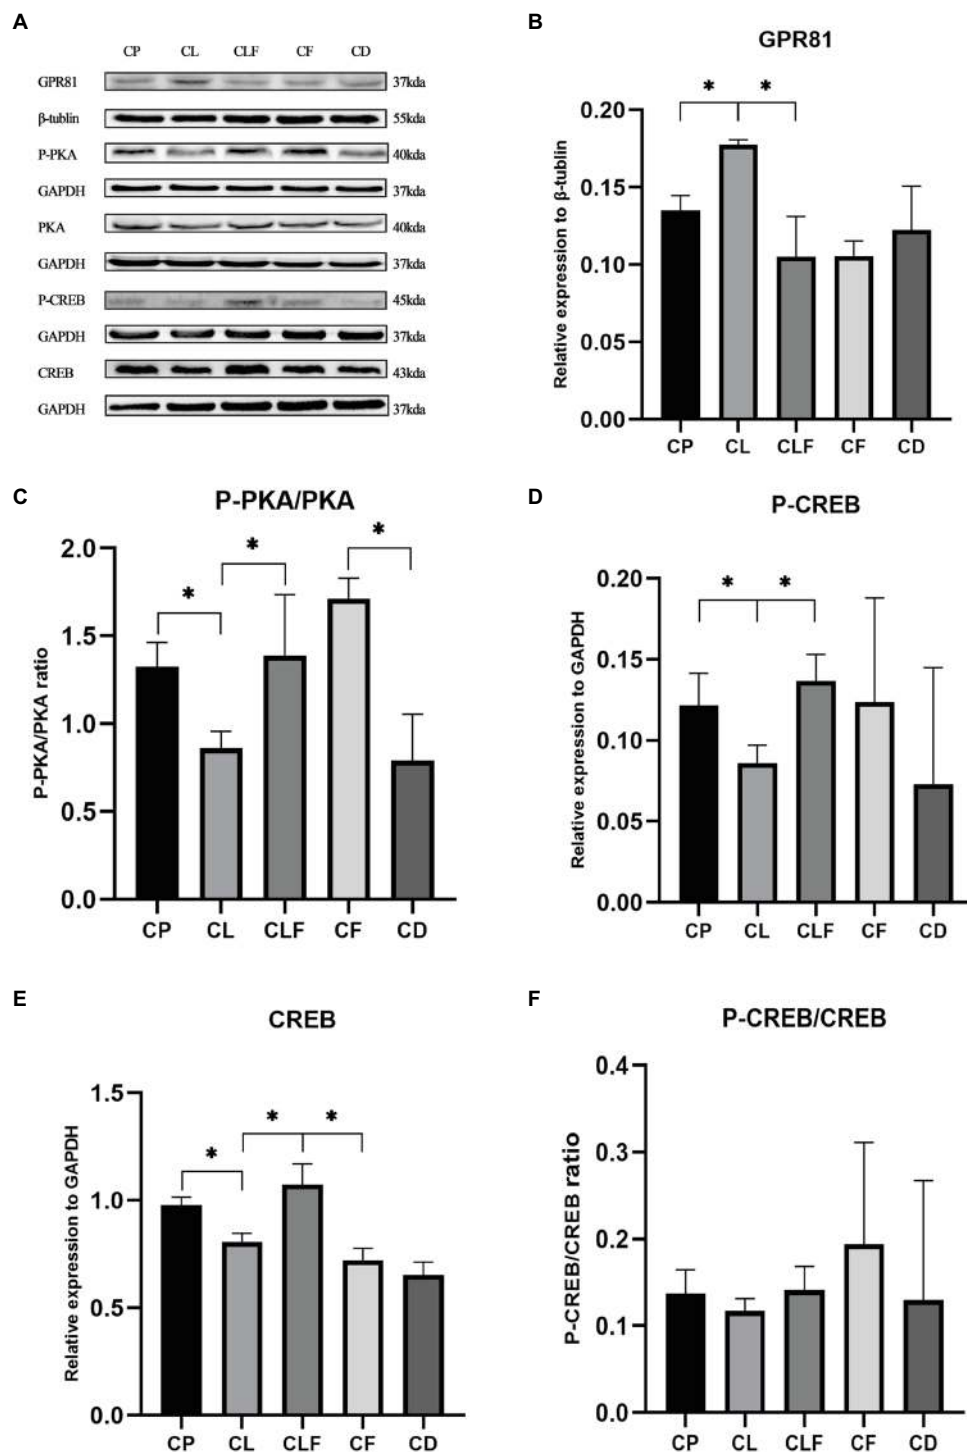 A
CP CL CLF CF CD
GPR81 37kda
β-tublin 55kda
P-PKA 40kda
GAPDH 37kda
PKA 40kda
GAPDH 37kda
P-CREB 45kda
GAPDH 37kda
CREB 43kda
GAPDH 37kda
B
GPR81
Relative expression to β-tublin
0.20
0.15
0.10
0.05
0.00
* *
CP CL CLF CF CD
C
P-PKA/PKA
P-PKA/PKA ratio
2.0
1.5
1.0
0.5
0.0
* * *
CP CL CLF CF CD
D
P-CREB
Relative expression to GAPDH
0.20
0.15
0.10
0.05
0.00
* *
CP CL CLF CF CD
E
CREB
Relative expression to GAPDH
1.5
1.0
0.5
0.0
* * *
CP CL CLF CF CD
F
P-CREB/CREB
P-CREB/CREB ratio
0.4
0.3
0.2
0.1
0.0
CP CL CLF CF CD